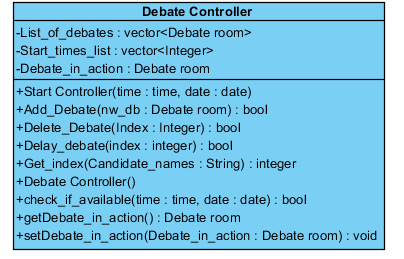 Debate Controller
-List_of_debates : vector<Debate room>
-Start_times_list : vector<Integer>
-Debate_in_action : Debate room
+Start Controller(time : time, date : date)
+Add_Debate(nw_db : Debate room) : bool
+Delete_Debate(Index : Integer) : bool
+Delay_debate(index : integer) : bool
+Get_index(Candidate_names : String) : integer
+Debate Controller()
+check_if_available(time : time, date : date) : bool
+getDebate_in_action() : Debate room
+setDebate_in_action(Debate_in_action : Debate room) : void